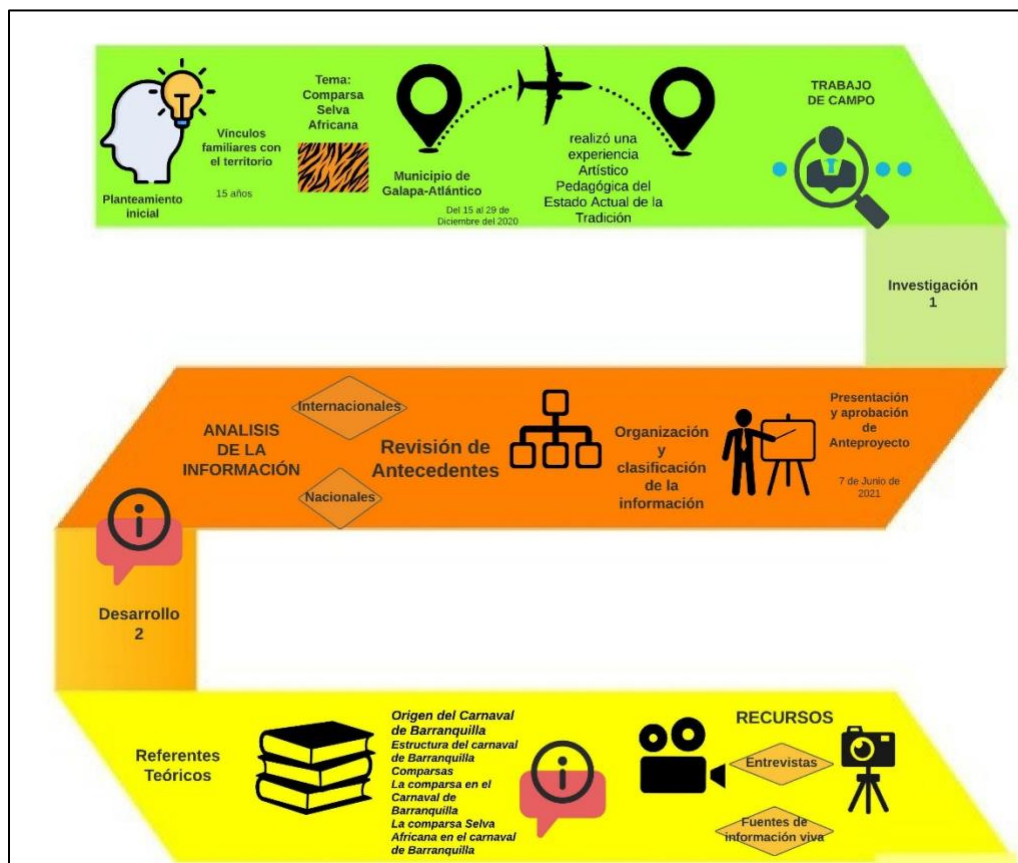 Planteamiento
inicial
Vínculos
familiares con
el territorio
15 años
Tema:
Comparsa
Selva
Africana
Municipio de
Galapa-Atlántico
Del 15 al 29 de
Diciembre del 2020
realizó una
experiencia
Artístico
Pedagógica del
Estado Actual de la
Tradición
TRABAJO
DE CAMPO
Investigación
1
Presentación
y aprobación
de
Anteproyecto
7 de Junio de
2021
Organización
y
clasificación
de la
información
Revisión de
Antecedentes
Internacionales
Nacionales
ANALISIS
DE LA
INFORMACIÓN
Desarrollo
2
Referentes
Teóricos
Origen del Carnaval
de Barranquilla
Estructura del carnaval
de Barranquilla
Comparsas
La comparsa en el
Carnaval de
Barranquilla
La comparsa Selva
Africana en el carnaval
de Barranquilla
RECURSOS
Entrevistas
Fuentes de
información viva